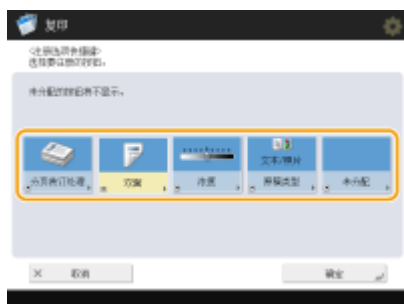 复印
<注册选项快捷键>
选择要注册的按钮。
未分配的按钮将不显示。
分页装订处理
双面
浓度
文本/照片
原稿类型
未分配
× 取消
确定